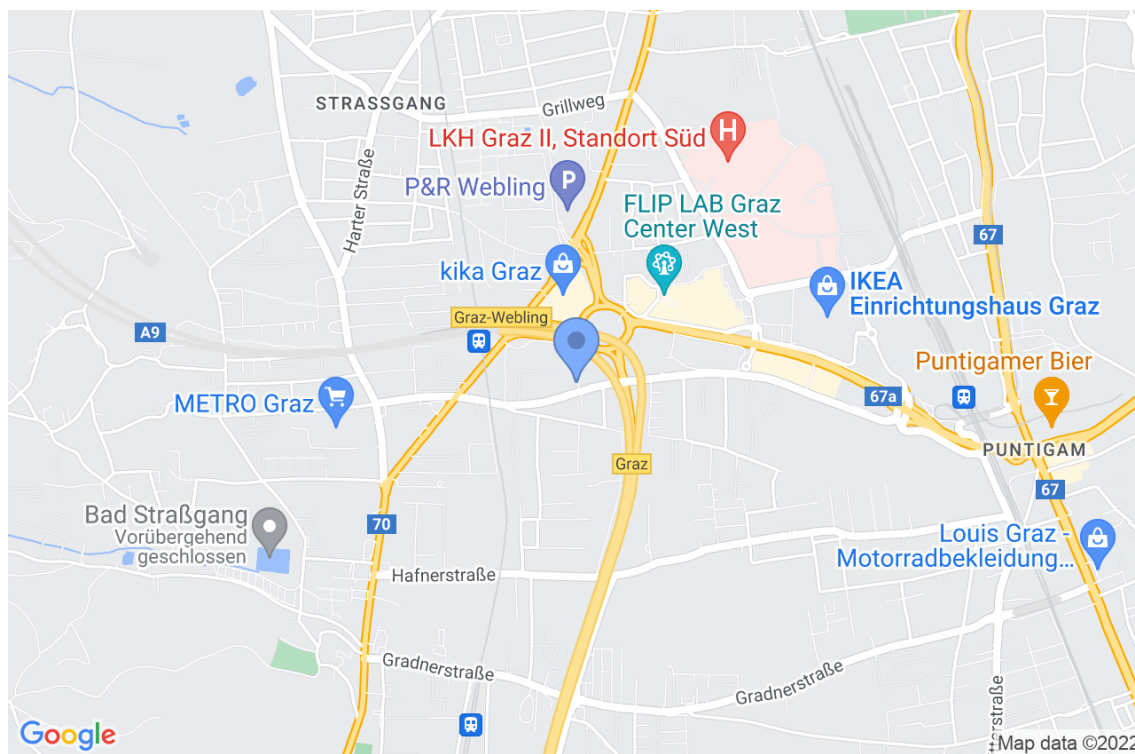 STRASSGANG
Grillweg
LKH Graz II, Standort Süd
H
Harter Straße
P&R Webling
P
FLIP LAB Graz
Center West
67
kika Graz
IKEA
Einrichtungshaus Graz
Graz-Webling
A9
Puntigamer Bier
METRO Graz
67a
PUNTIGAM
Graz
67
Bad Straßgang
Vorübergehend
geschlossen
70
Louis Graz -
Motorradbekleidung...
Hafnerstraße
Gradnerstraße
Gradnerstraße
tterstraße
Google
Map data ©2022